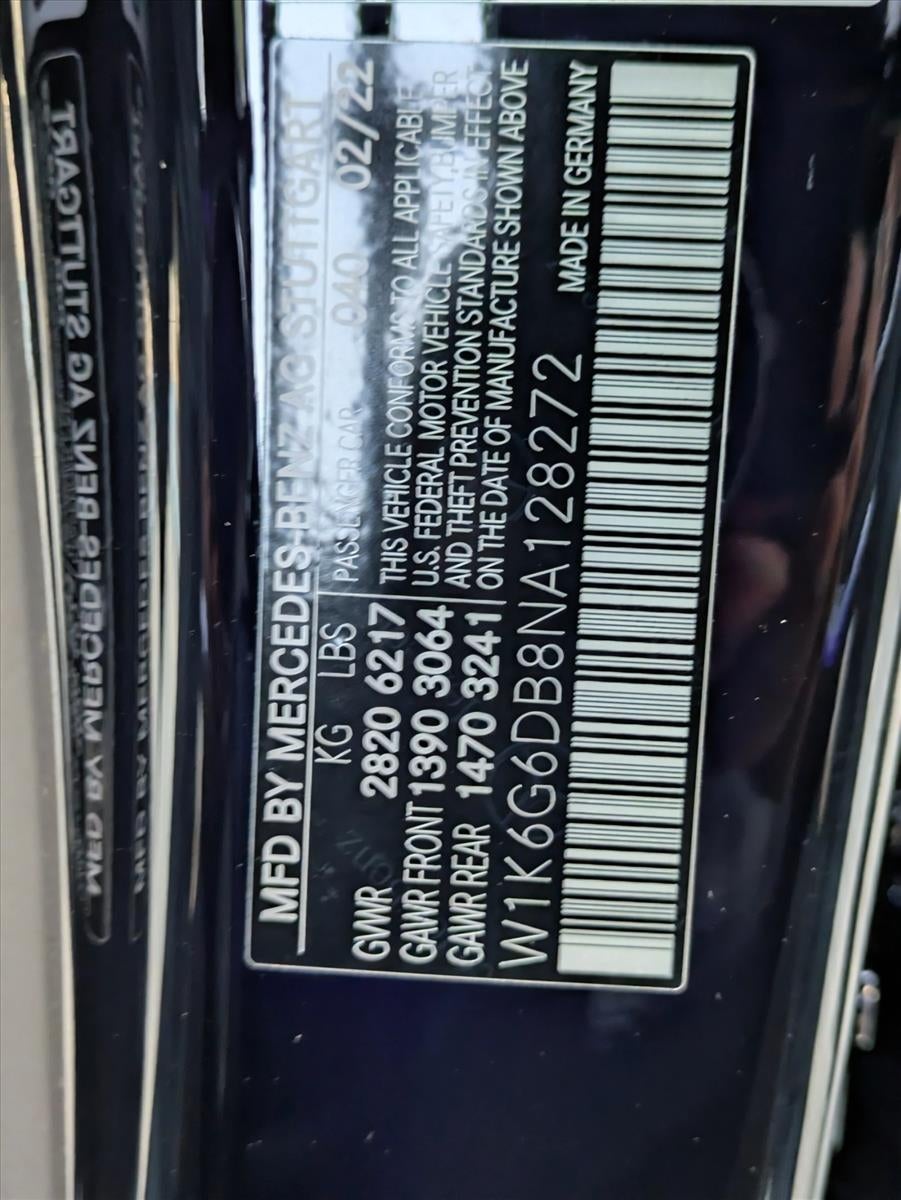 MFD BY MERCEDES-BENZ AG STUTTGART
KG LBS PASSENGER CAR 040 02/22
GVWR 2820 6217 THIS VEHICLE CONFORMS TO ALL APPLICABLE
GAWR FRONT 1390 3064 U.S. FEDERAL MOTOR VEHICLE SAFETY, BUMPER
GAWR REAR 1470 3241 AND THEFT PREVENTION STANDARDS IN EFFECT
ON THE DATE OF MANUFACTURE SHOWN ABOVE
W1K6G6DB8NA128272 MADE IN GERMANY
MFD BY MERCEDES-BENZ AG STUTTGART